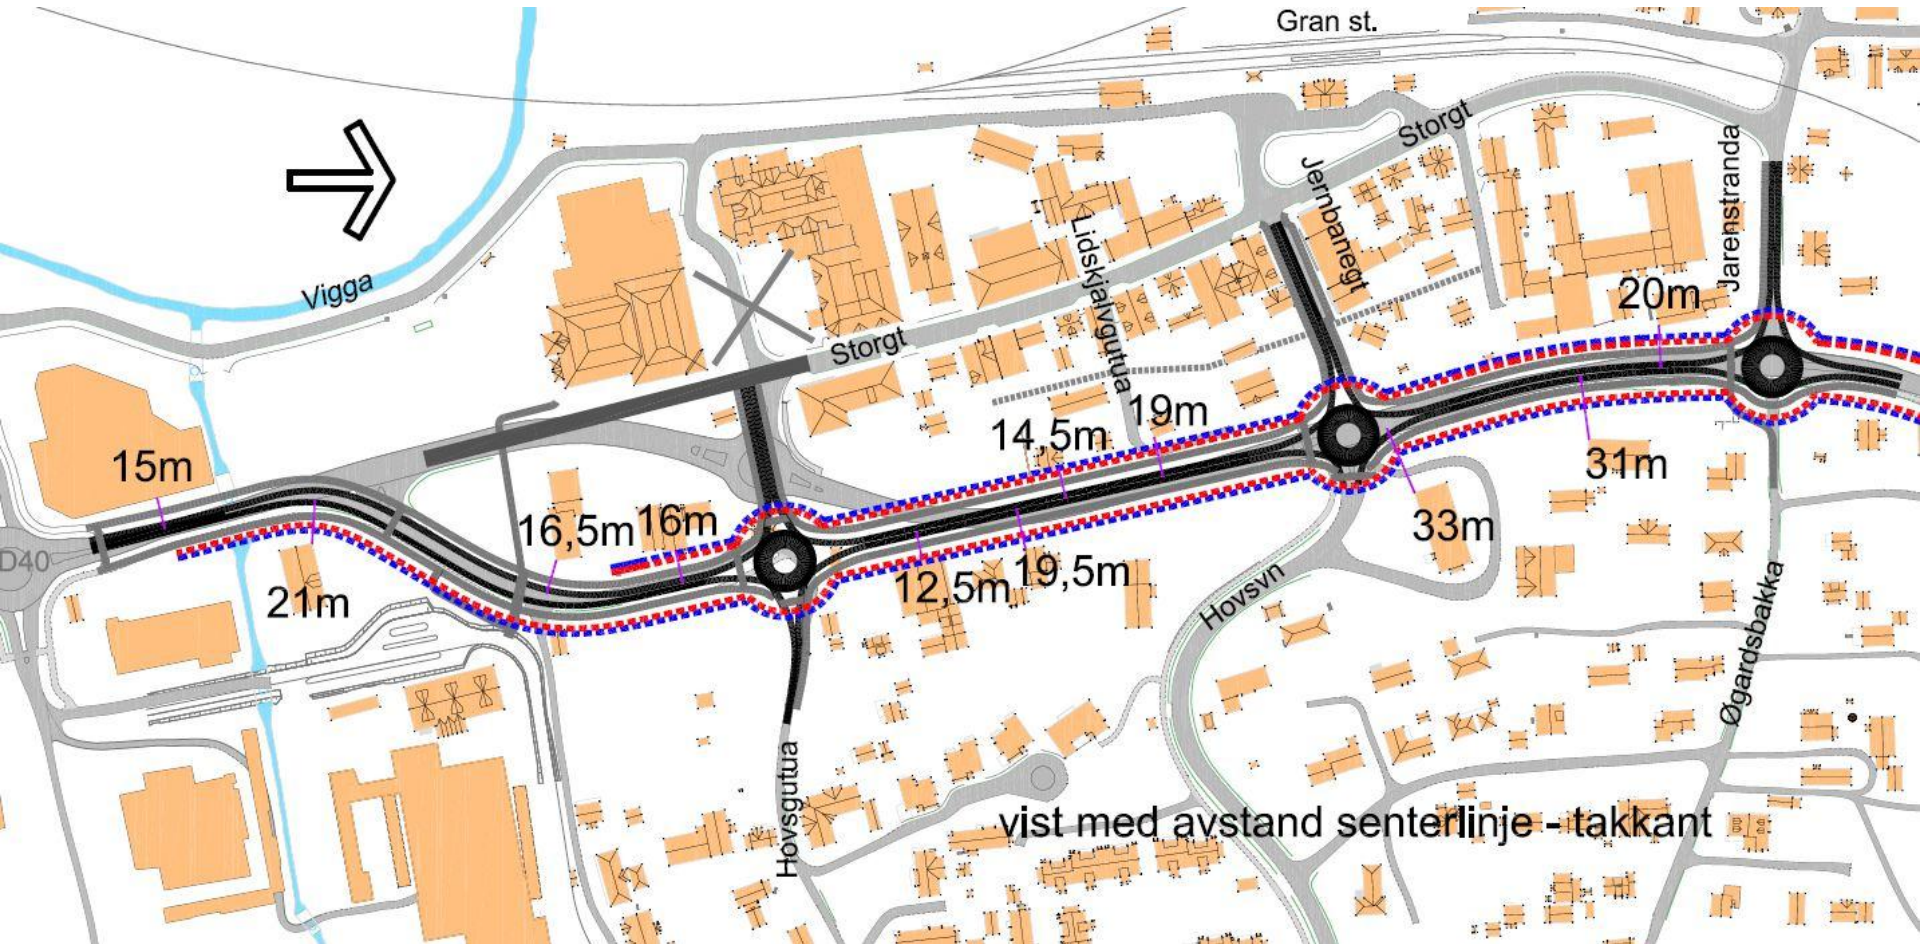 Gran st.
Storgt
Jernbanegt
Jarenstranda
Lidskjalvgutua
Vigga
20m
Storgt
19m
14,5m
15m
31m
16,5m
16m
33m
D40
12,5m
19,5m
21m
Hovsvn
Øgardsbakka
Hovsgutua
vist med avstand senterlinje - takkant